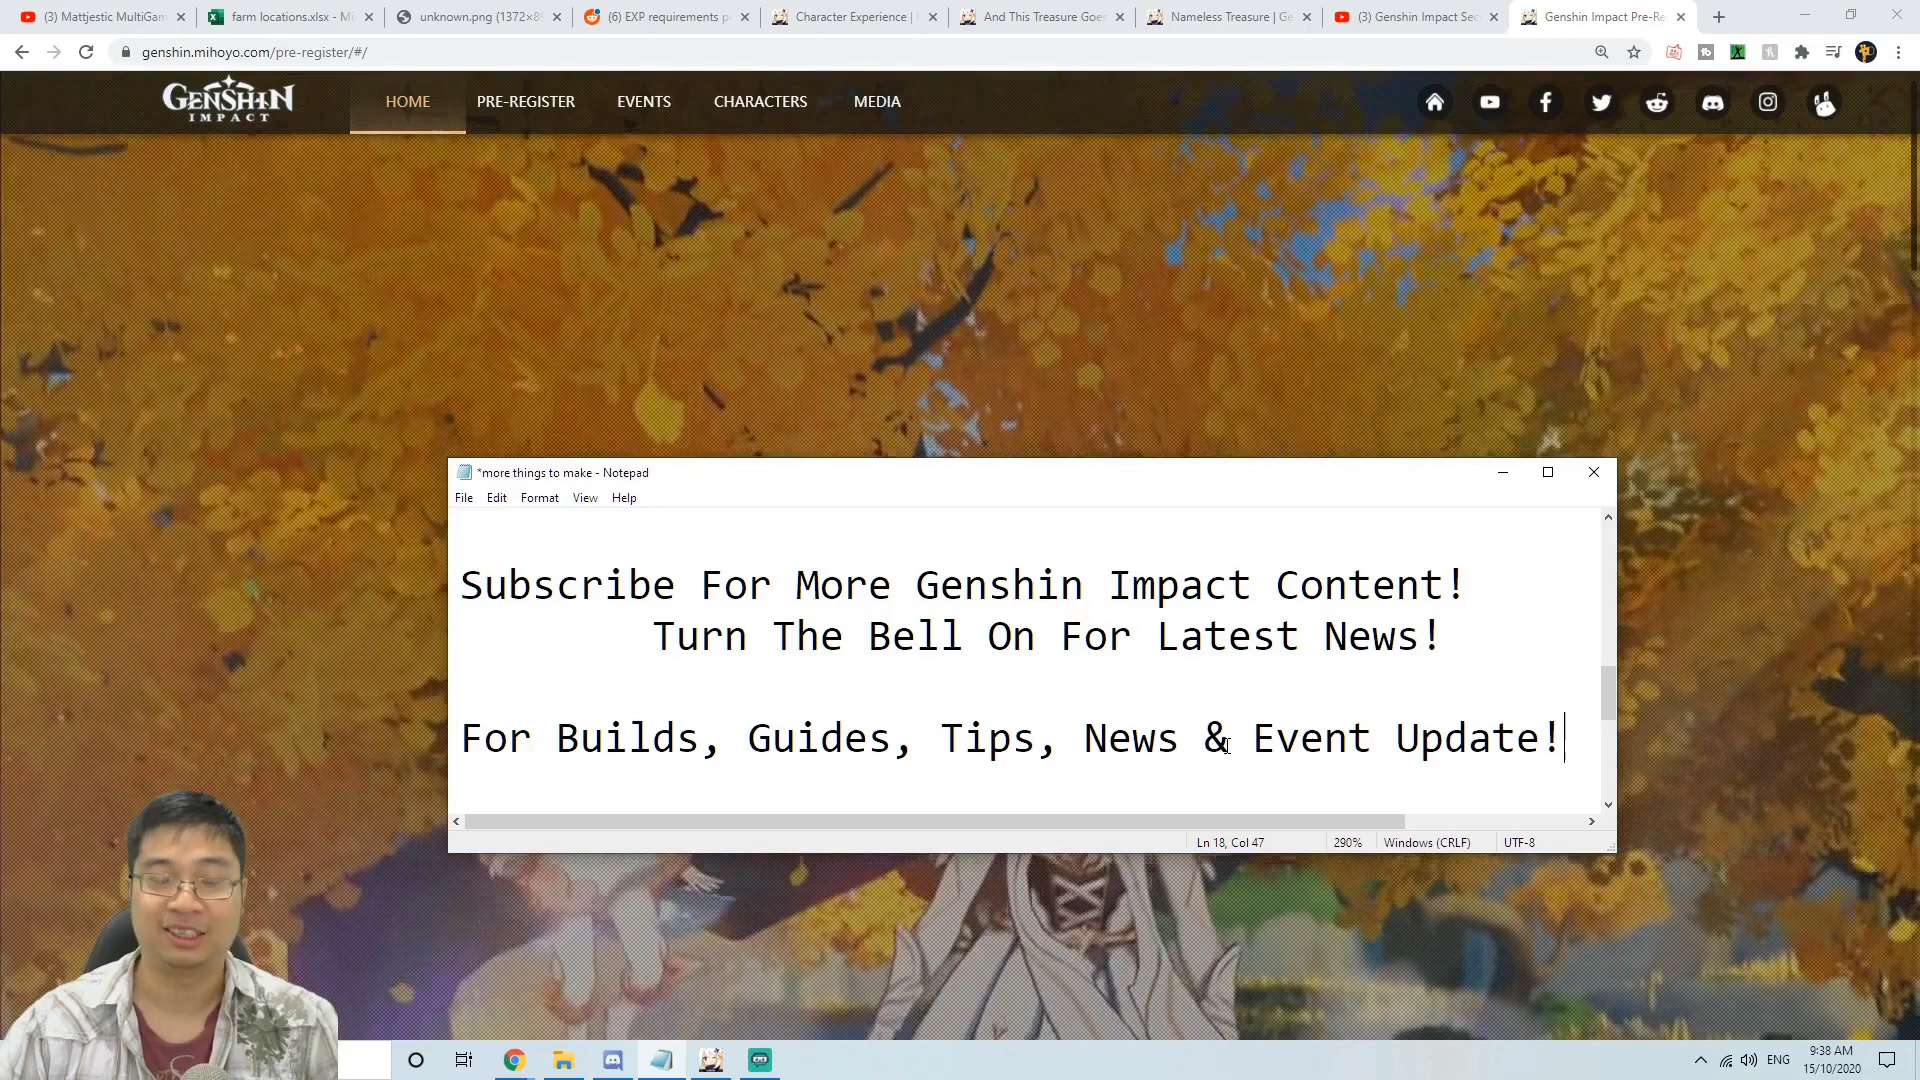 (3) Mattjestic MultiGam
farm locations.xlsx - Mi
unknown.png (1372×89
(6) EXP requirements p
Character Experience |
And This Treasure Goes
Nameless Treasure | Ge
(3) Genshin Impact Sec
Genshin Impact Pre-Re
genshin.mihoyo.com/pre-register/#/
GENSHIN
IMPACT
HOME
PRE-REGISTER
EVENTS
CHARACTERS
MEDIA
*more things to make - Notepad
File Edit Format View Help
Subscribe For More Genshin Impact Content!
Turn The Bell On For Latest News!
For Builds, Guides, Tips, News & Event Update!
Ln 18, Col 47
290%
Windows (CRLF)
UTF-8
ENG
9:38 AM
15/10/2020